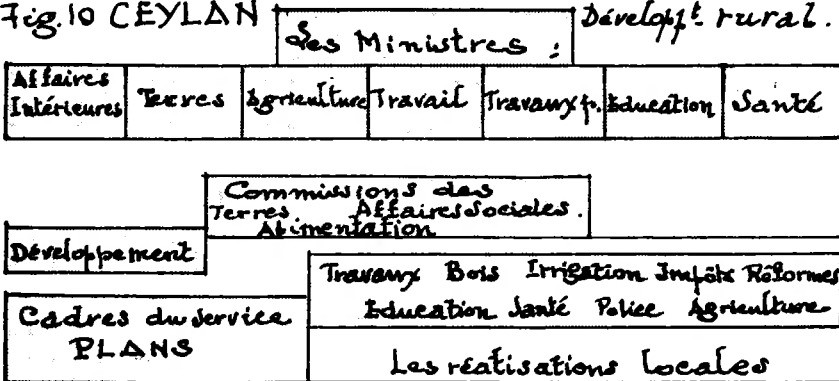 Fig.10 CEYLAN Développt. rural.
Les Ministres :
Affaires Intérieures Terres Agriculture Travail Travaux p. Education Santé
Commissions des
Terres. Affaires Sociales.
Alimentation
Développement
Travaux Bois Irrigation Impôts Réformes
Education Santé Police Agriculture
Cadres du Service
PLANS
Les réalisations locales